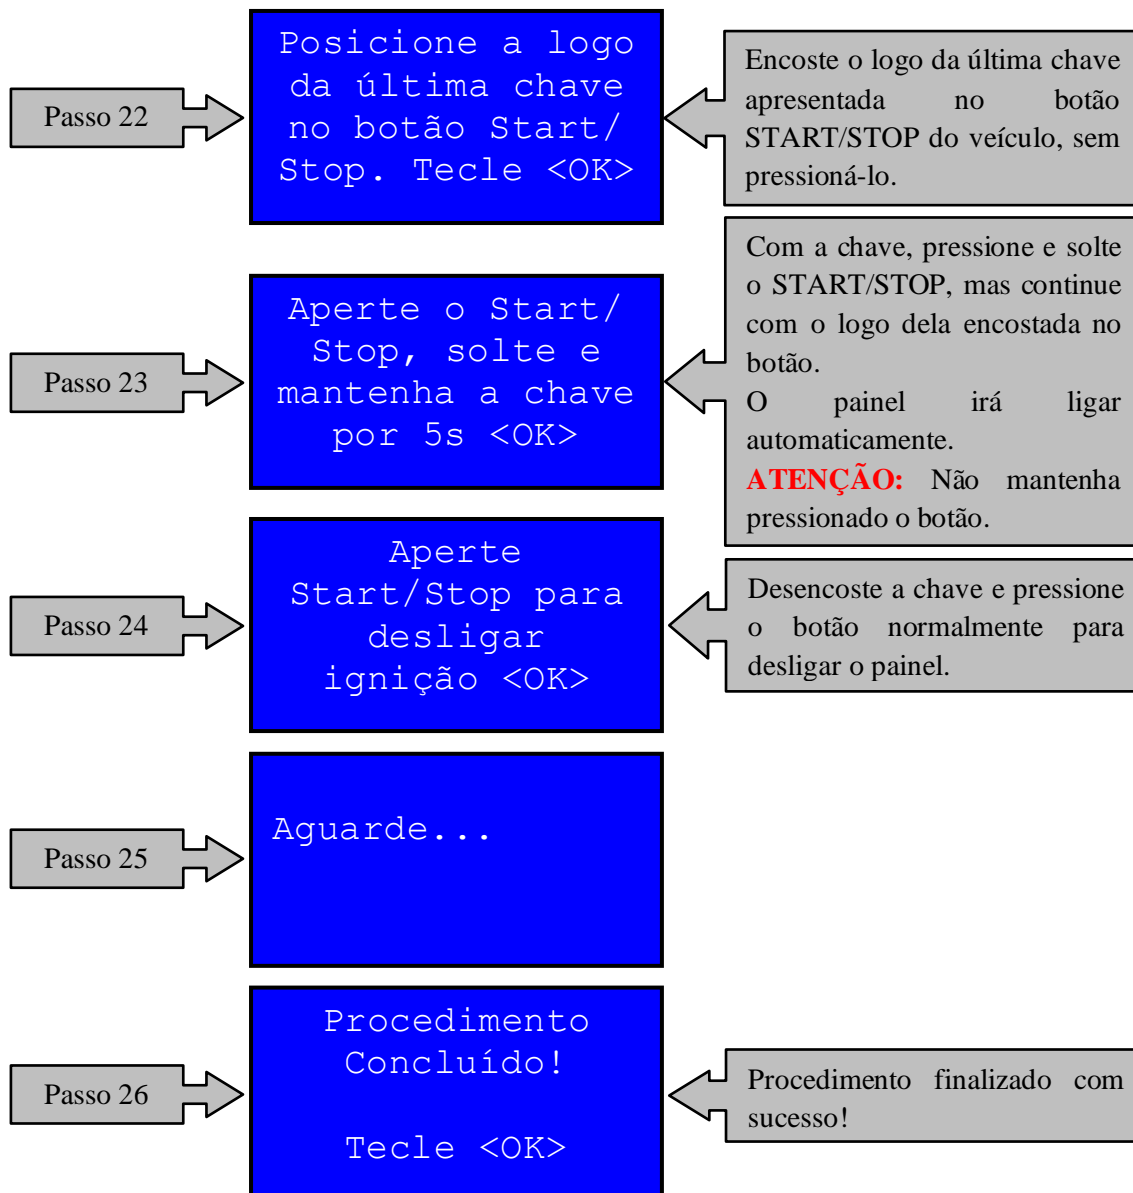 Passo 22
Posicione a logo
da última chave
no botão Start/
Stop. Tecle <OK>
Encoste o logo da última chave
apresentada no botão
START/STOP do veículo, sem
pressioná-lo.
Passo 23
Aperte o Start/
Stop, solte e
mantenha a chave
por 5s <OK>
Com a chave, pressione e solte
o START/STOP, mas continue
com o logo dela encostada no
botão.
O painel irá ligar
automaticamente.
ATENÇÃO: Não mantenha
pressionado o botão.
Passo 24
Aperte
Start/Stop para
desligar
ignição <OK>
Desencoste a chave e pressione
o botão normalmente para
desligar o painel.
Passo 25
Aguarde...
Passo 26
Procedimento
Concluído!
Tecle <OK>
Procedimento finalizado com
sucesso!